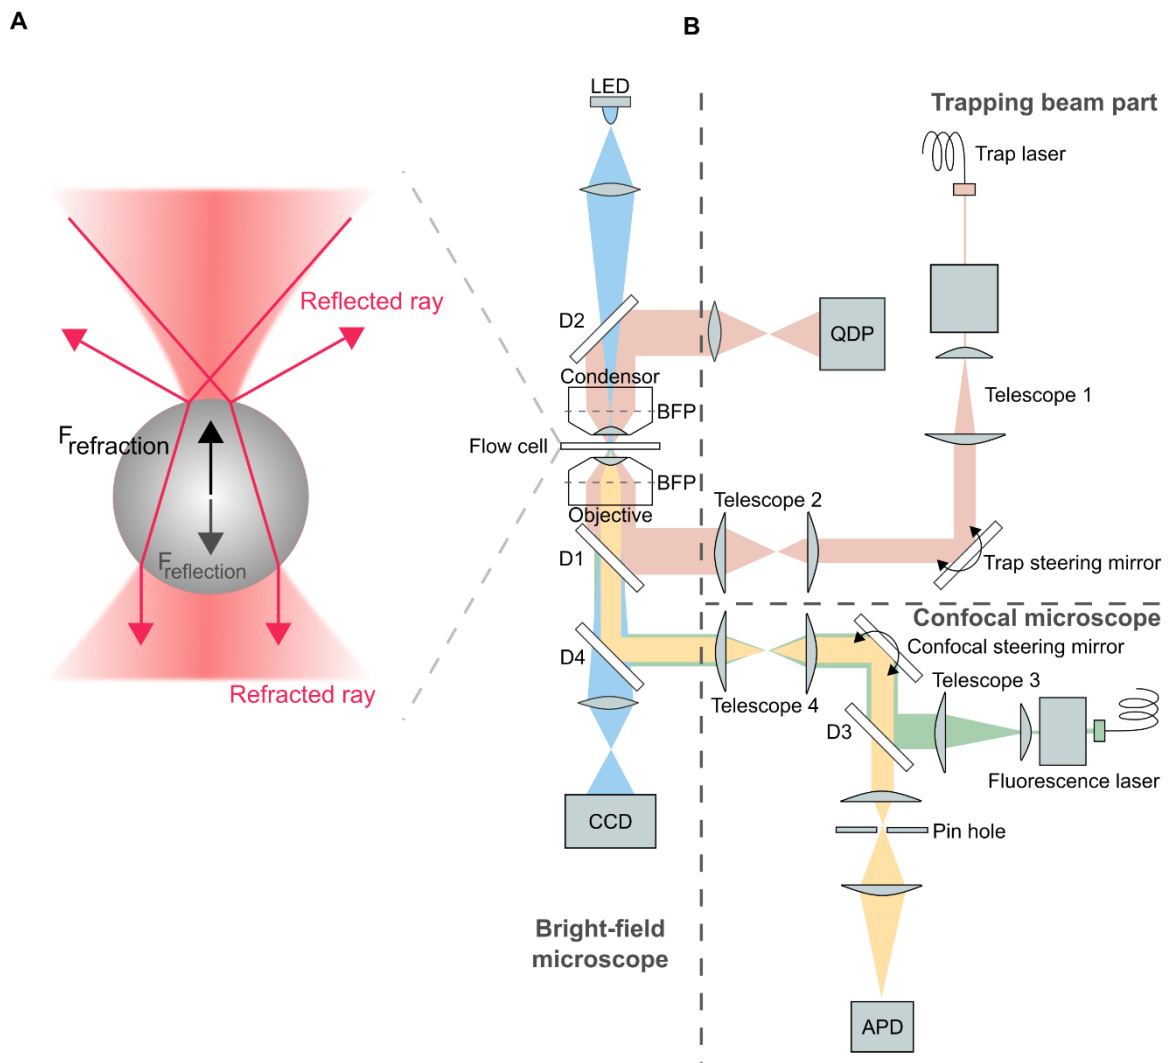 A
B
LED
Trapping beam part
Trap laser
Reflected ray
D2
QDP
Condensor
BFP
Telescope 1
Frefraction
Flow cell
BFP
Telescope 2
Objective
D1
Trap steering mirror
Freflection
Confocal microscope
Confocal steering mirror
D4
Telescope 3
Refracted ray
Telescope 4
D3
Fluorescence laser
CCD
Pin hole
Bright-field
microscope
APD